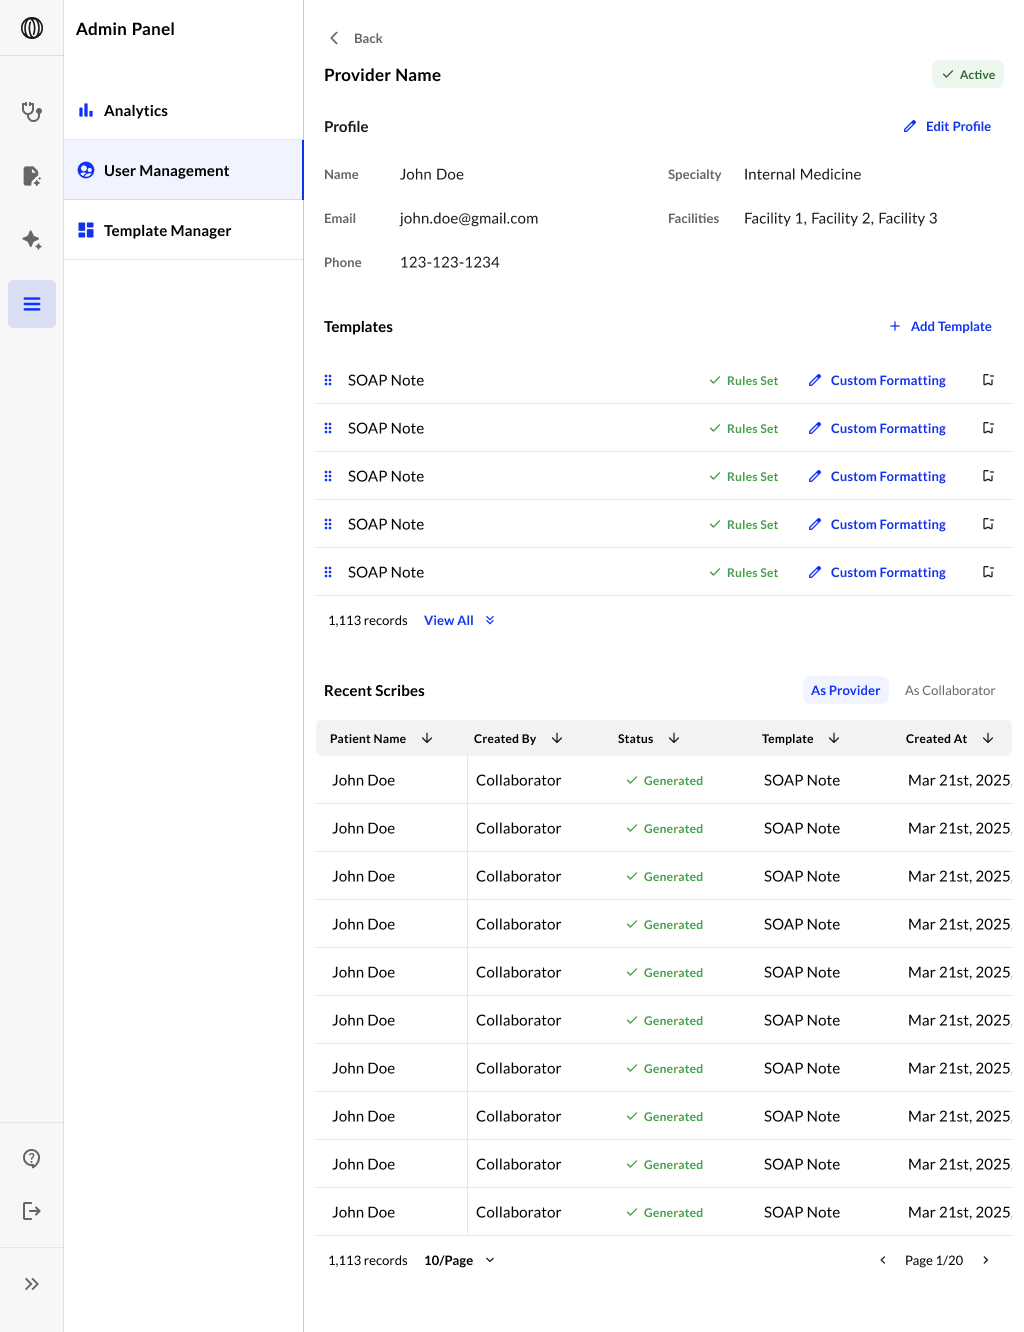 Admin Panel
Analytics
User Management
Template Manager
Back
Provider Name
Active
Profile
Edit Profile
Name John Doe Specialty Internal Medicine
Email john.doe@gmail.com Facilities Facility 1, Facility 2, Facility 3
Phone 123-123-1234
Templates
Add Template
SOAP Note Rules Set Custom Formatting
SOAP Note Rules Set Custom Formatting
SOAP Note Rules Set Custom Formatting
SOAP Note Rules Set Custom Formatting
SOAP Note Rules Set Custom Formatting
1,113 records View All
Recent Scribes As Provider As Collaborator
Patient Name Created By Status Template Created At
John Doe Collaborator Generated SOAP Note Mar 21st, 2025,
John Doe Collaborator Generated SOAP Note Mar 21st, 2025,
John Doe Collaborator Generated SOAP Note Mar 21st, 2025,
John Doe Collaborator Generated SOAP Note Mar 21st, 2025,
John Doe Collaborator Generated SOAP Note Mar 21st, 2025,
John Doe Collaborator Generated SOAP Note Mar 21st, 2025,
John Doe Collaborator Generated SOAP Note Mar 21st, 2025,
John Doe Collaborator Generated SOAP Note Mar 21st, 2025,
John Doe Collaborator Generated SOAP Note Mar 21st, 2025,
John Doe Collaborator Generated SOAP Note Mar 21st, 2025,
1,113 records 10/Page Page 1/20